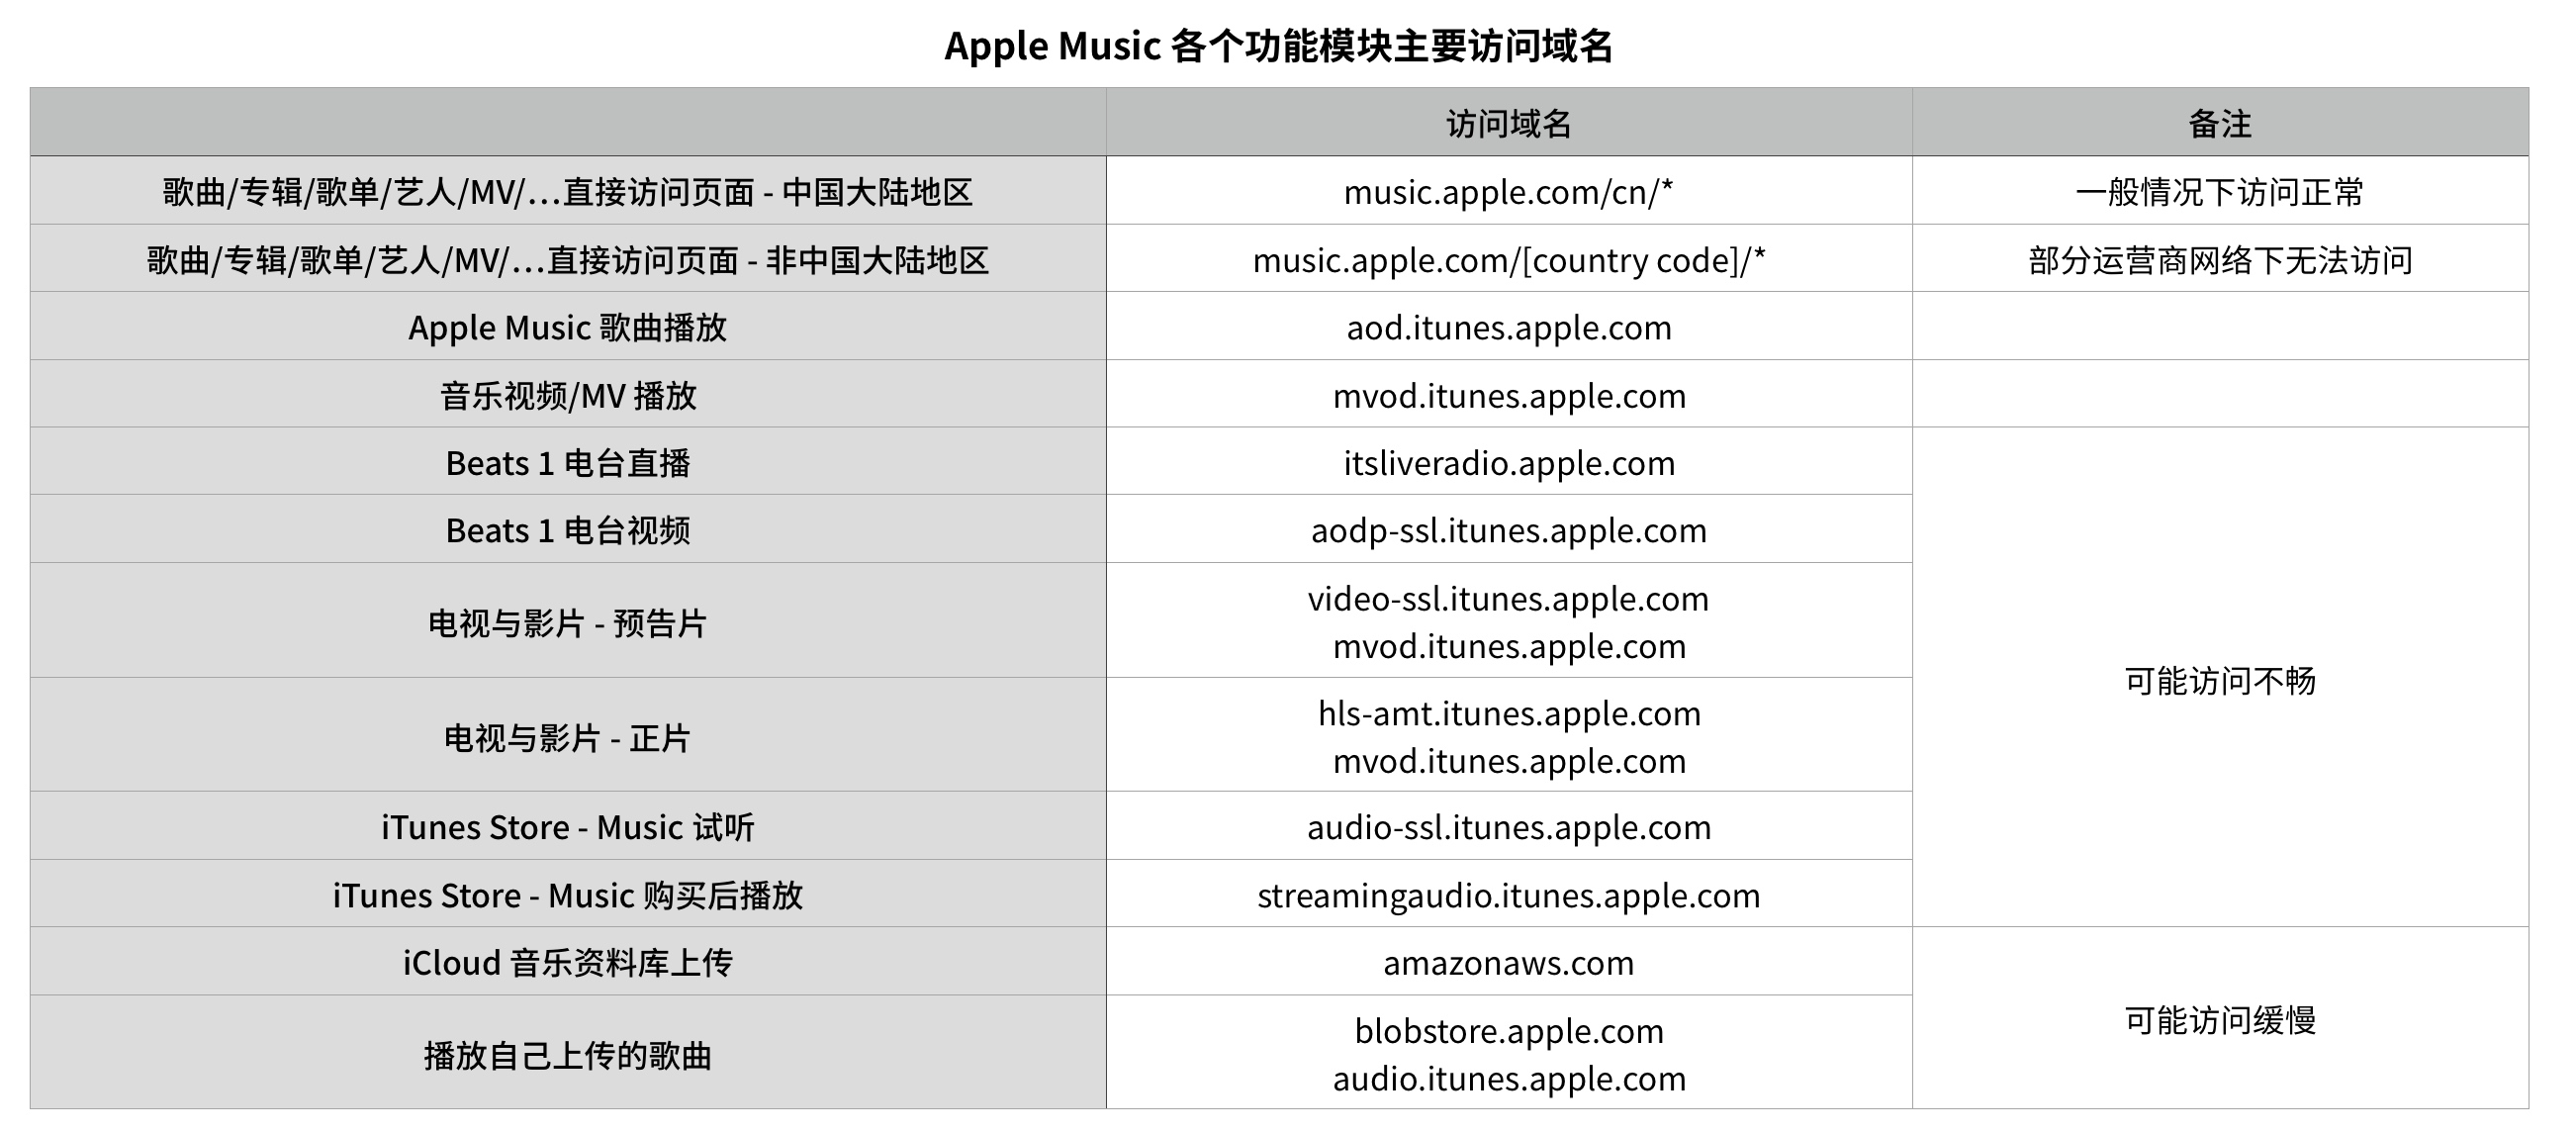 Apple Music 各个功能模块主要访问域名
访问域名 备注
歌曲/专辑/歌单/艺人/MV/…直接访问页面 - 中国大陆地区 music.apple.com/cn/* 一般情况下访问正常
歌曲/专辑/歌单/艺人/MV/…直接访问页面 - 非中国大陆地区 music.apple.com/[country code]/* 部分运营商网络下无法访问
Apple Music 歌曲播放 aod.itunes.apple.com
音乐视频/MV 播放 mvod.itunes.apple.com
Beats 1 电台直播 itsliveradio.apple.com
Beats 1 电台视频 aodp-ssl.itunes.apple.com
电视与影片 - 预告片 video-ssl.itunes.apple.com
mvod.itunes.apple.com
可能访问不畅
电视与影片 - 正片 hls-amt.itunes.apple.com
mvod.itunes.apple.com
iTunes Store - Music 试听 audio-ssl.itunes.apple.com
iTunes Store - Music 购买后播放 streamingaudio.itunes.apple.com
iCloud 音乐资料库上传 amazonaws.com
可能访问缓慢
播放自己上传的歌曲 blobstore.apple.com
audio.itunes.apple.com